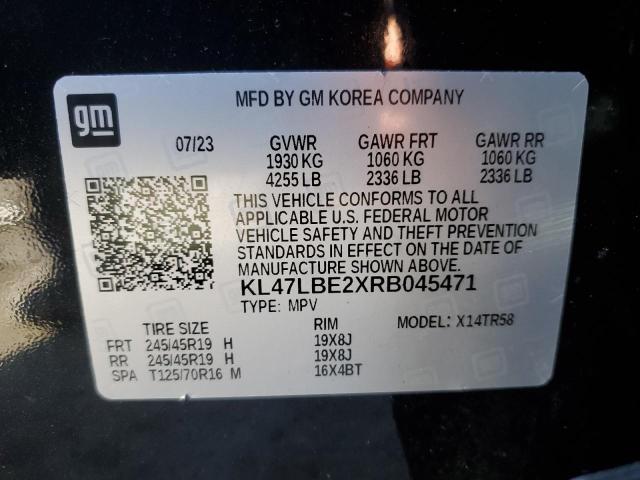 gm
MFD BY GM KOREA COMPANY
07/23 GVWR GAWR FRT GAWR RR
1930 KG 1060 KG 1060 KG
4255 LB 2336 LB 2336 LB
THIS VEHICLE CONFORMS TO ALL
APPLICABLE U.S. FEDERAL MOTOR
VEHICLE SAFETY AND THEFT PREVENTION
STANDARDS IN EFFECT ON THE DATE OF
MANUFACTURE SHOWN ABOVE.
KL47LBE2XRB045471
TYPE: MPV MODEL: X14TR58
TIRE SIZE RIM
FRT 245/45R19 H 19X8J
RR 245/45R19 H 19X8J
SPA T125/70R16 M 16X4BT